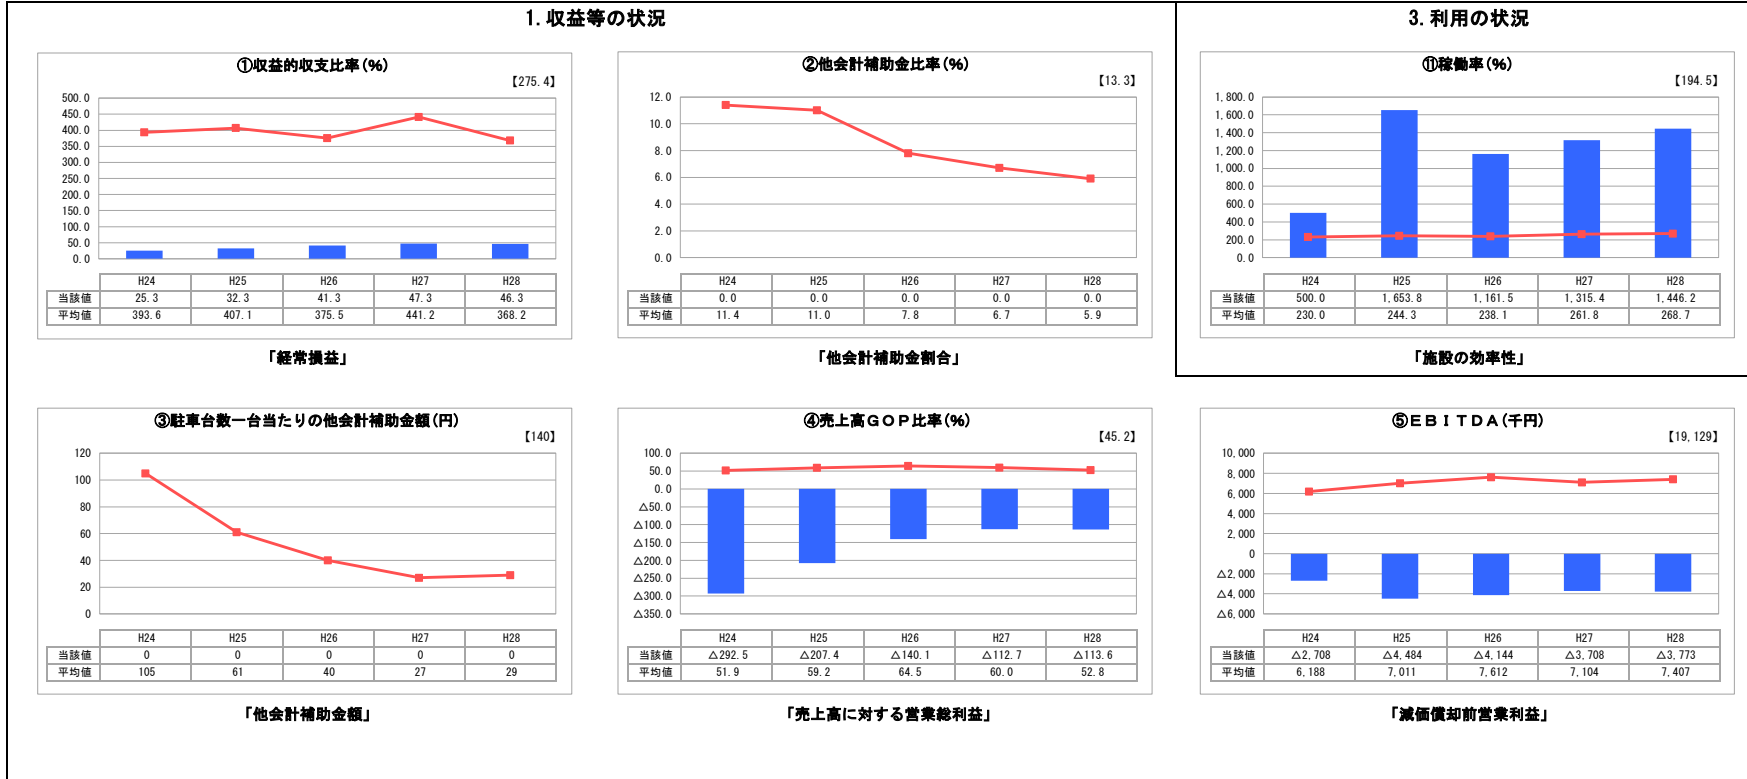 1. 収益等の状況
3. 利用の状況
①収益的収支比率(％)
【275.4】
500.0
450.0
400.0
350.0
300.0
250.0
200.0
150.0
100.0
50.0
0.0
H24 H25 H26 H27 H28
当該値 25.3 32.3 41.3 47.3 46.3
平均値 393.6 407.1 375.5 441.2 368.2
「経常損益」
②他会計補助金比率(％)
【13.3】
12.0
10.0
8.0
6.0
4.0
2.0
0.0
H24 H25 H26 H27 H28
当該値 0.0 0.0 0.0 0.0 0.0
平均値 11.4 11.0 7.8 6.7 5.9
「他会計補助金割合」
⑪稼働率(％)
【194.5】
1,800.0
1,600.0
1,400.0
1,200.0
1,000.0
800.0
600.0
400.0
200.0
0.0
H24 H25 H26 H27 H28
当該値 500.0 1,653.8 1,161.5 1,315.4 1,446.2
平均値 230.0 244.3 238.1 261.8 268.7
「施設の効率性」
③駐車台数一台当たりの他会計補助金額(円)
【140】
120
100
80
60
40
20
0
H24 H25 H26 H27 H28
当該値 0 0 0 0 0
平均値 105 61 40 27 29
「他会計補助金額」
④売上高ＧＯＰ比率(％)
【45.2】
100.0
50.0
0.0
△50.0
△100.0
△150.0
△200.0
△250.0
△300.0
△350.0
H24 H25 H26 H27 H28
当該値 △292.5 △207.4 △140.1 △112.7 △113.6
平均値 51.9 59.2 64.5 60.0 52.8
「売上高に対する営業総利益」
⑤ＥＢＩＴＤＡ(千円)
【19,129】
10,000
8,000
6,000
4,000
2,000
0
△2,000
△4,000
△6,000
H24 H25 H26 H27 H28
当該値 △2,708 △4,484 △4,144 △3,708 △3,773
平均値 6,188 7,011 7,612 7,104 7,407
「減価償却前営業利益」